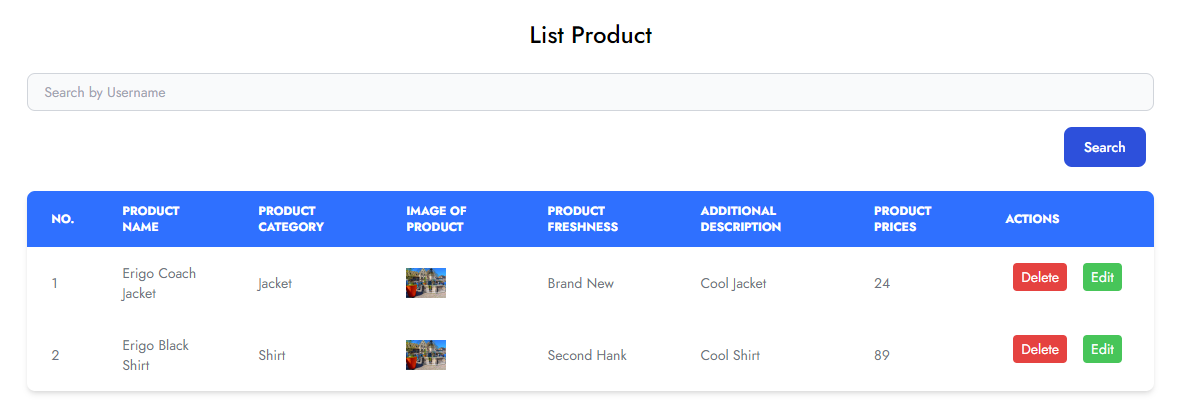 List Product
Search by Username
Search
NO.
PRODUCT
NAME
PRODUCT
CATEGORY
IMAGE OF
PRODUCT
PRODUCT
FRESHNESS
ADDITIONAL
DESCRIPTION
PRODUCT
PRICES
ACTIONS
1
Erigo Coach
Jacket
Jacket
Brand New
Cool Jacket
24
Delete
Edit
2
Erigo Black
Shirt
Shirt
Second Hank
Cool Shirt
89
Delete
Edit